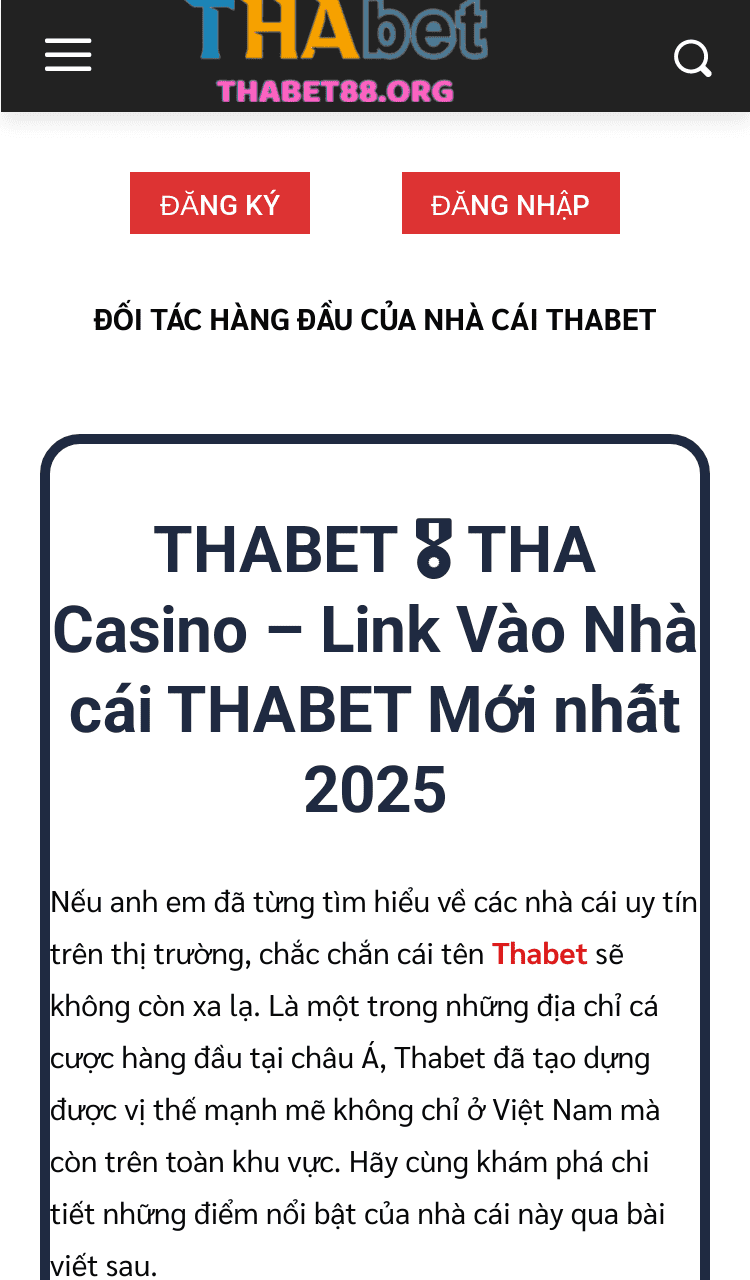 THAbet
THABET88.ORG
ĐĂNG KÝ
ĐĂNG NHẬP
ĐỐI TÁC HÀNG ĐẦU CỦA NHÀ CÁI THABET
THABET 🎖 THA
Casino – Link Vào Nhà
cái THABET Mới nhất
2025
Nếu anh em đã từng tìm hiểu về các nhà cái uy tín
trên thị trường, chắc chắn cái tên Thabet sẽ
không còn xa lạ. Là một trong những địa chỉ cá
cược hàng đầu tại châu Á, Thabet đã tạo dựng
được vị thế mạnh mẽ không chỉ ở Việt Nam mà
còn trên toàn khu vực. Hãy cùng khám phá chi
tiết những điểm nổi bật của nhà cái này qua bài
viết sau.